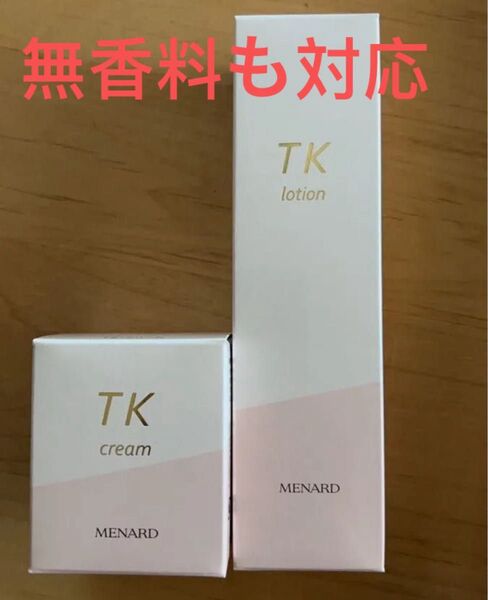 無香料も対応
TK
lotion
MENARD
TK
cream
MENARD